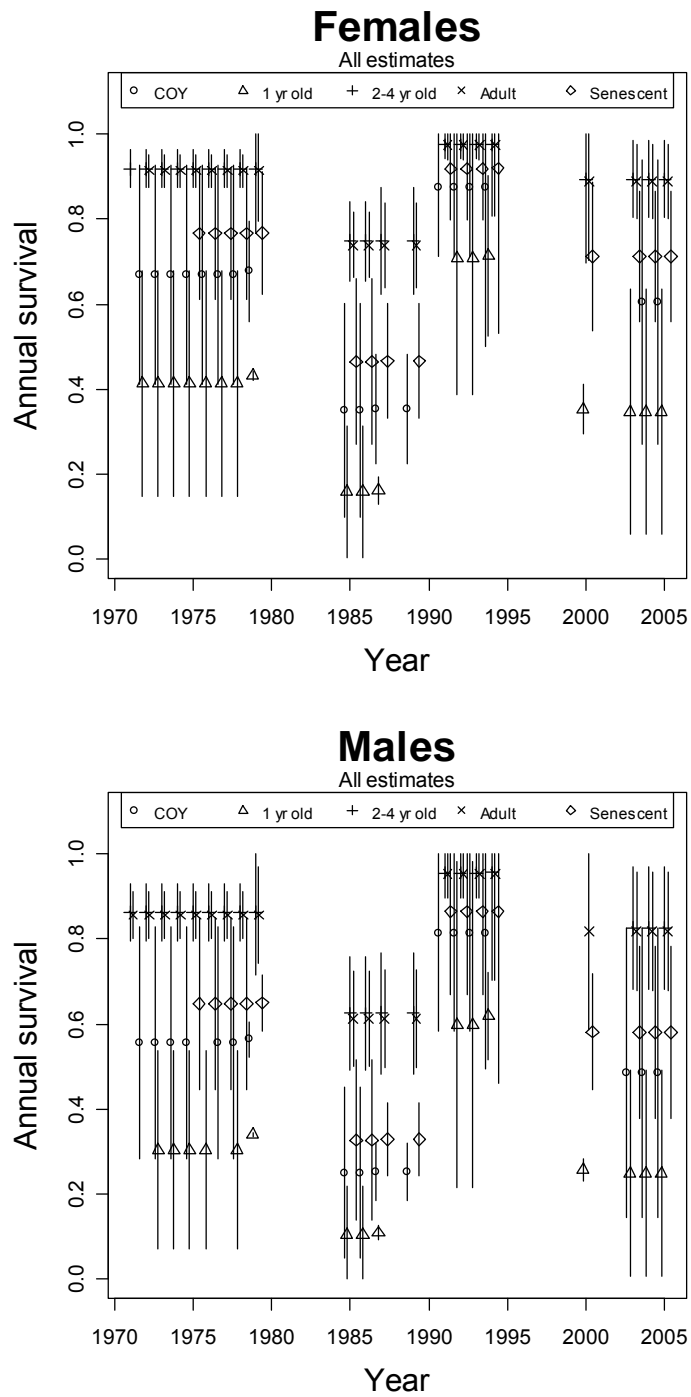 Females
All estimates
COY 1 yr old 2-4 yr old Adult Senescent
1.0
0.8
0.6
0.4
0.2
0.0
Annual survival
1970 1975 1980 1985 1990 1995 2000 2005
Year
Males
All estimates
COY 1 yr old 2-4 yr old Adult Senescent
1.0
0.8
0.6
0.4
0.2
0.0
Annual survival
1970 1975 1980 1985 1990 1995 2000 2005
Year